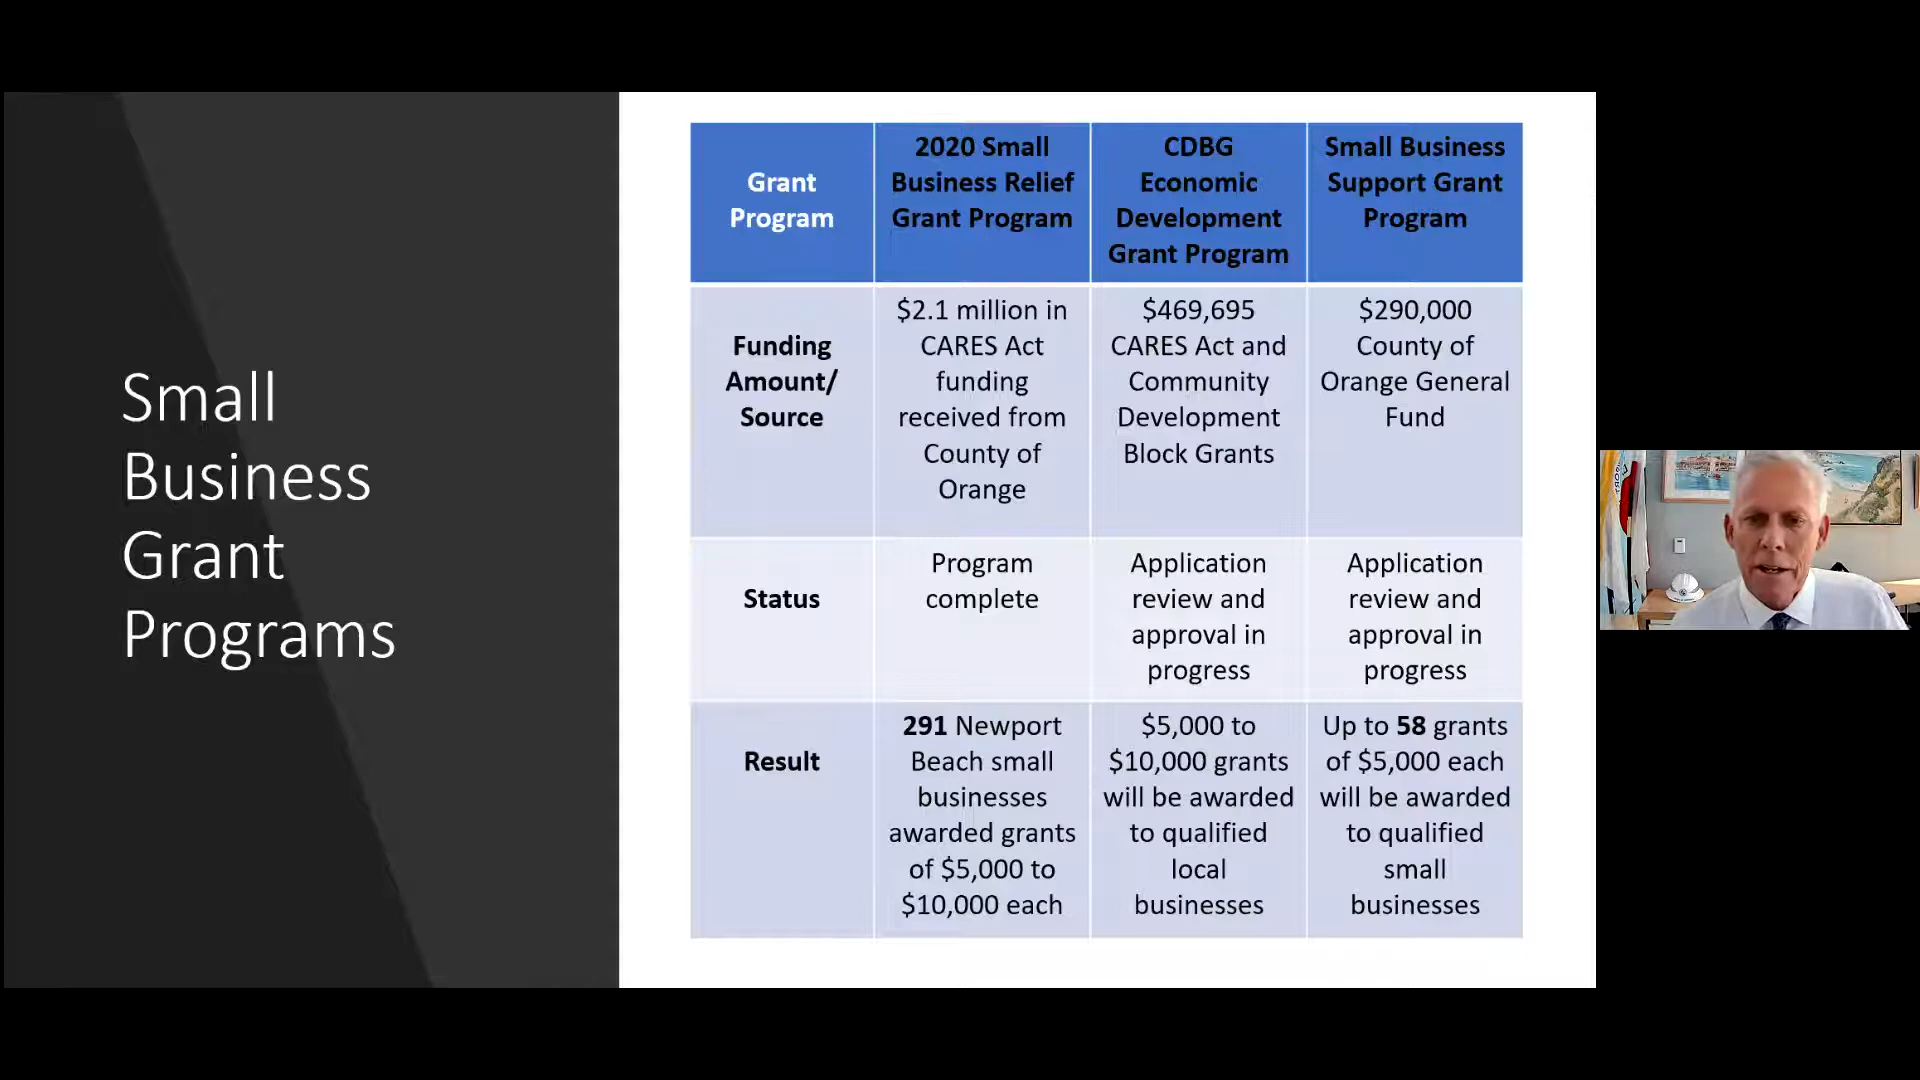 Small
Business
Grant
Programs
Grant
Program
2020 Small
Business Relief
Grant Program
CDBG
Economic
Development
Grant Program
Small Business
Support Grant
Program
Funding
Amount/
Source
$2.1 million in
CARES Act
funding
received from
County of
Orange
$469,695
CARES Act and
Community
Development
Block Grants
$290,000
County of
Orange General
Fund
Status
Program
complete
Application
review and
approval in
progress
Application
review and
approval in
progress
Result
291 Newport
Beach small
businesses
awarded grants
of $5,000 to
$10,000 each
$5,000 to
$10,000 grants
will be awarded
to qualified
local
businesses
Up to 58 grants
of $5,000 each
will be awarded
to qualified
small
businesses